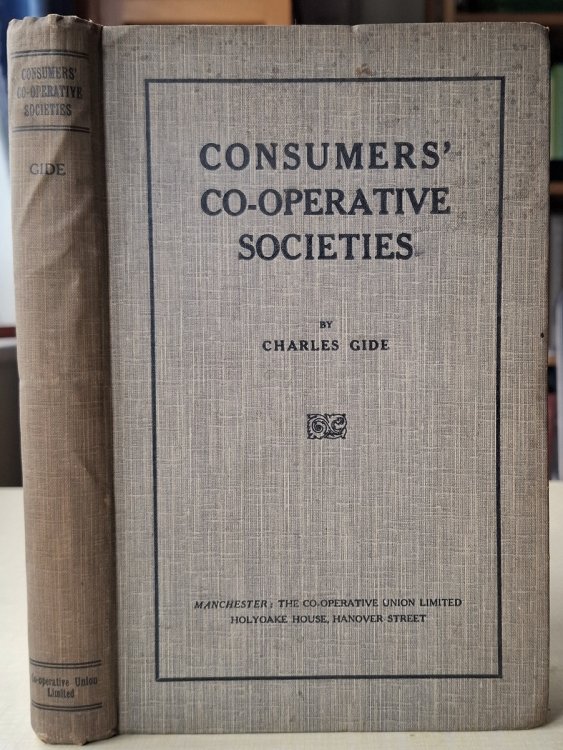 CONSUMERS'
CO-OPERATIVE
SOCIETIES
GIDE
Co-operative Union
Limited
CONSUMERS'
CO-OPERATIVE
SOCIETIES
BY
CHARLES GIDE
MANCHESTER: THE CO-OPERATIVE UNION LIMITED
HOLYOAKE HOUSE, HANOVER STREET